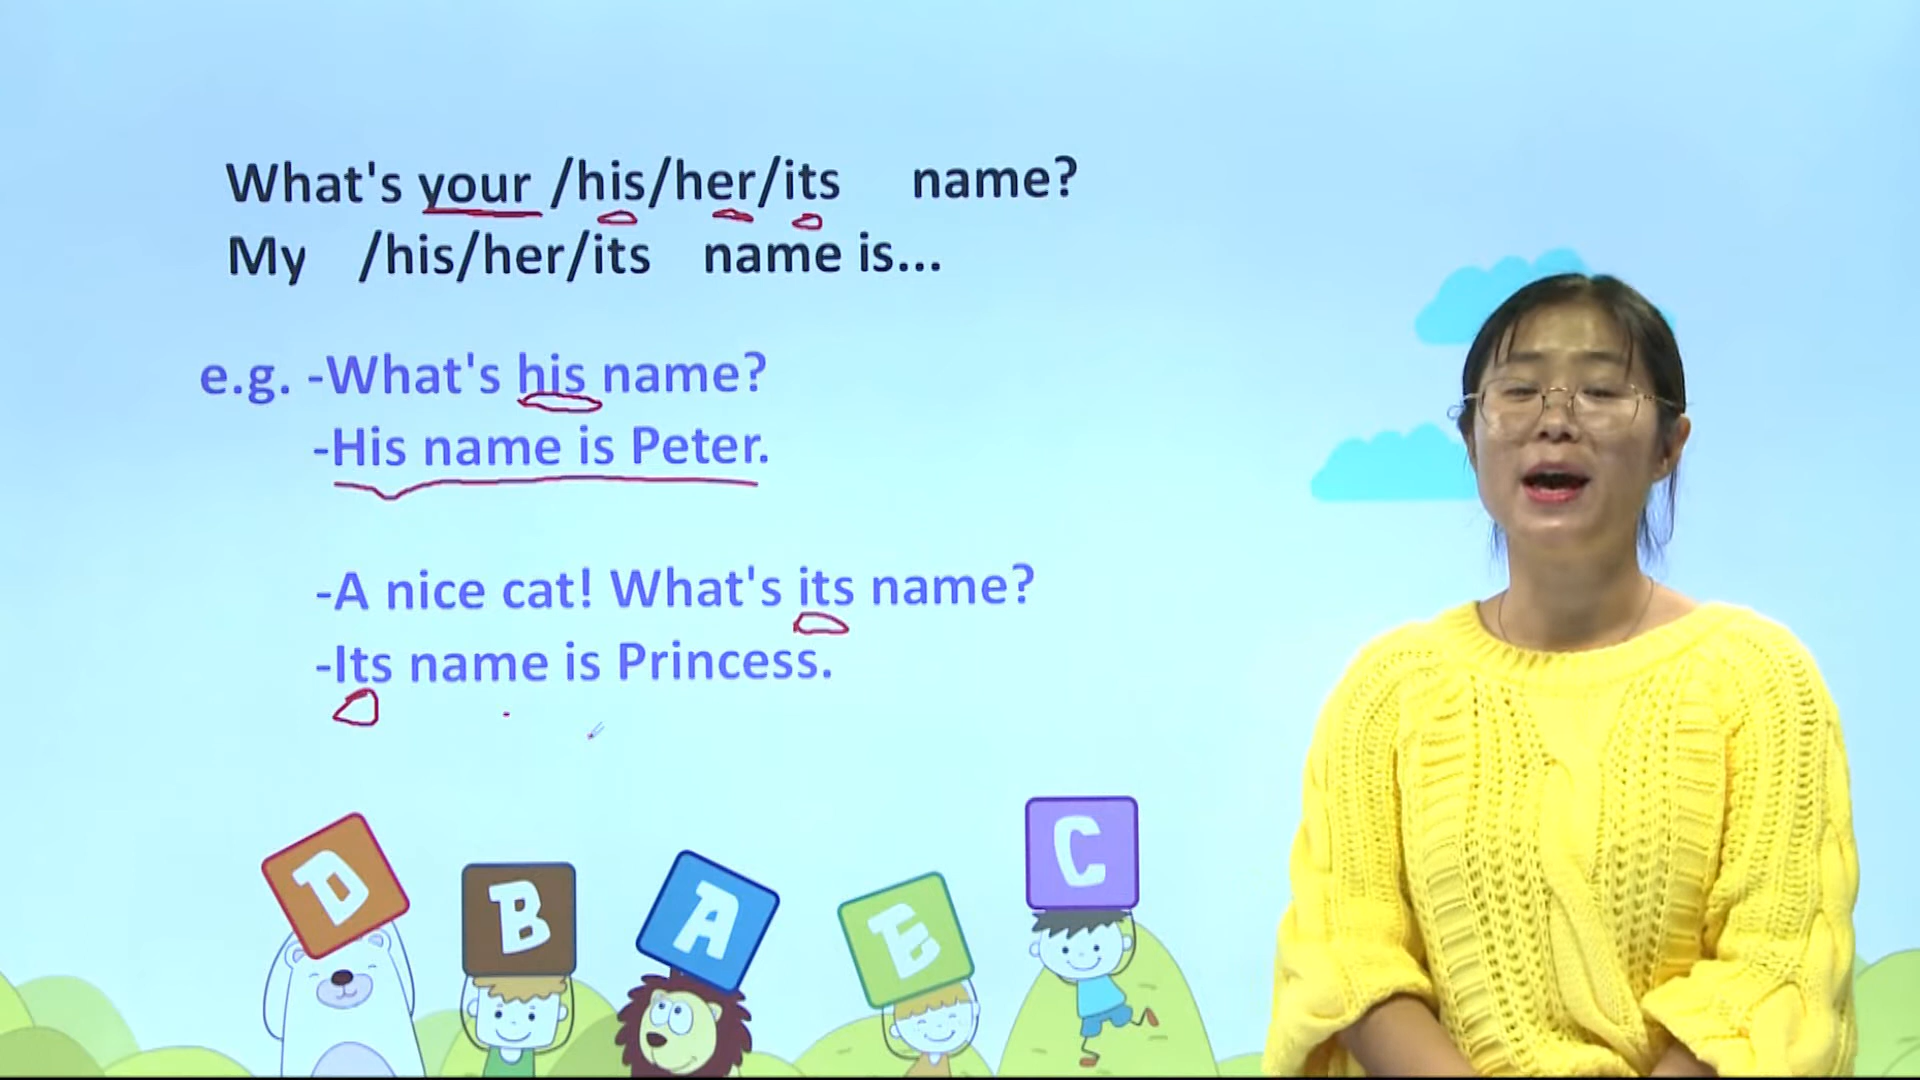 What's your /his/her/its name?
My /his/her/its name is...
e.g. -What's his name?
-His name is Peter.
-A nice cat! What's its name?
-Its name is Princess.
D
B
A
E
C